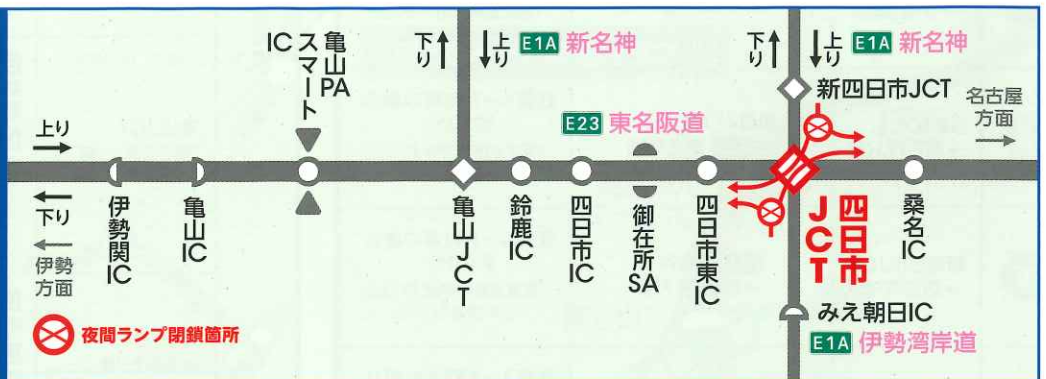 亀山PA
スマート
IC
下り
上り
E1A 新名神
下り
上り
E1A 新名神
新四日市JCT
名古屋
方面
E23 東名阪道
上り
下り
伊勢
方面
伊勢関IC
亀山IC
亀山JCT
鈴鹿IC
四日市IC
御在所SA
四日市東IC
四日市
JCT
桑名IC
みえ朝日IC
E1A 伊勢湾岸道
夜間ランプ閉鎖箇所